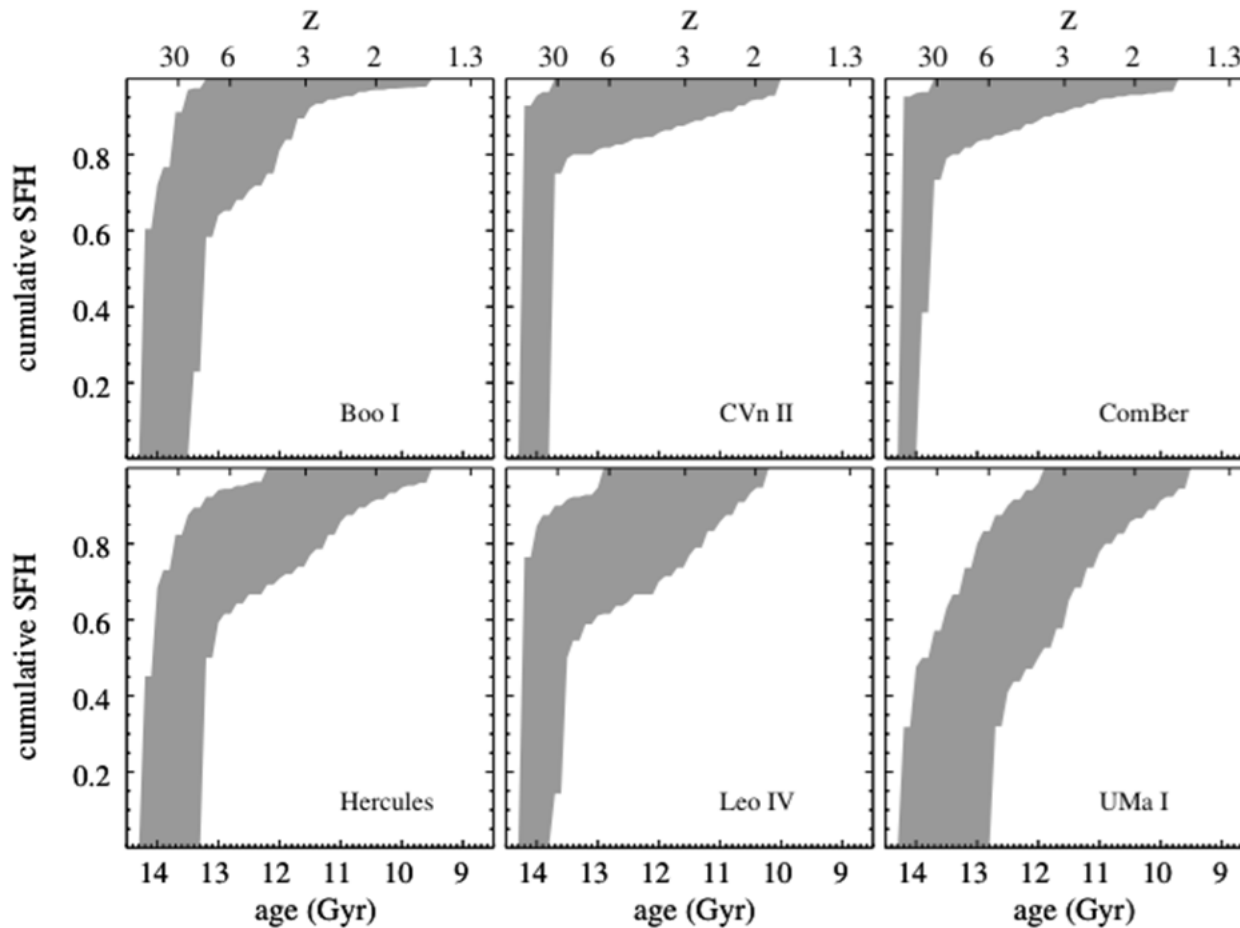 z z z
30 6 3 2 1.3 30 6 3 2 1.3 30 6 3 2 1.3
cumulative SFH
0.8
0.6
0.4
0.2
Boo I CVn II ComBer
cumulative SFH
0.8
0.6
0.4
0.2
Hercules Leo IV UMa I
14 13 12 11 10 9 14 13 12 11 10 9 14 13 12 11 10 9
age (Gyr) age (Gyr) age (Gyr)